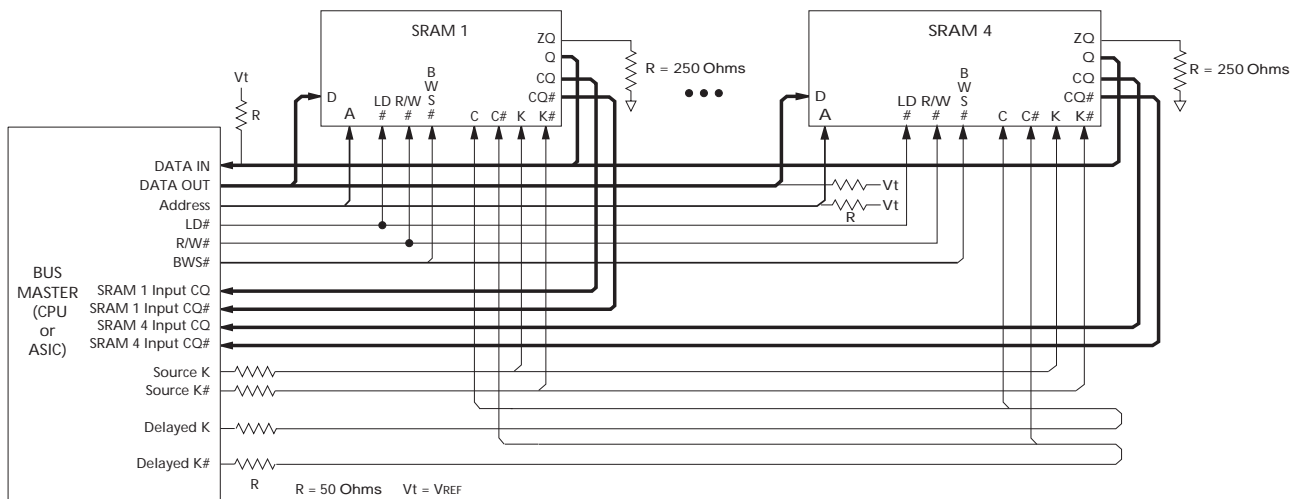 SRAM 1
ZQ
Q
CQ
CQ#
D
A
LD
#
R/W
#
B
W
S
#
C
C#
K
K#
R = 250 Ohms
SRAM 4
ZQ
Q
CQ
CQ#
D
A
LD
#
R/W
#
B
W
S
#
C
C#
K
K#
R = 250 Ohms
Vt
R
DATA IN
DATA OUT
Address
LD#
R/W#
BWS#
Vt
Vt
R
BUS
MASTER
(CPU
or
ASIC)
SRAM 1 Input CQ
SRAM 1 Input CQ#
SRAM 4 Input CQ
SRAM 4 Input CQ#
Source K
Source K#
Delayed K
Delayed K#
R
R = 50 Ohms Vt = VREF